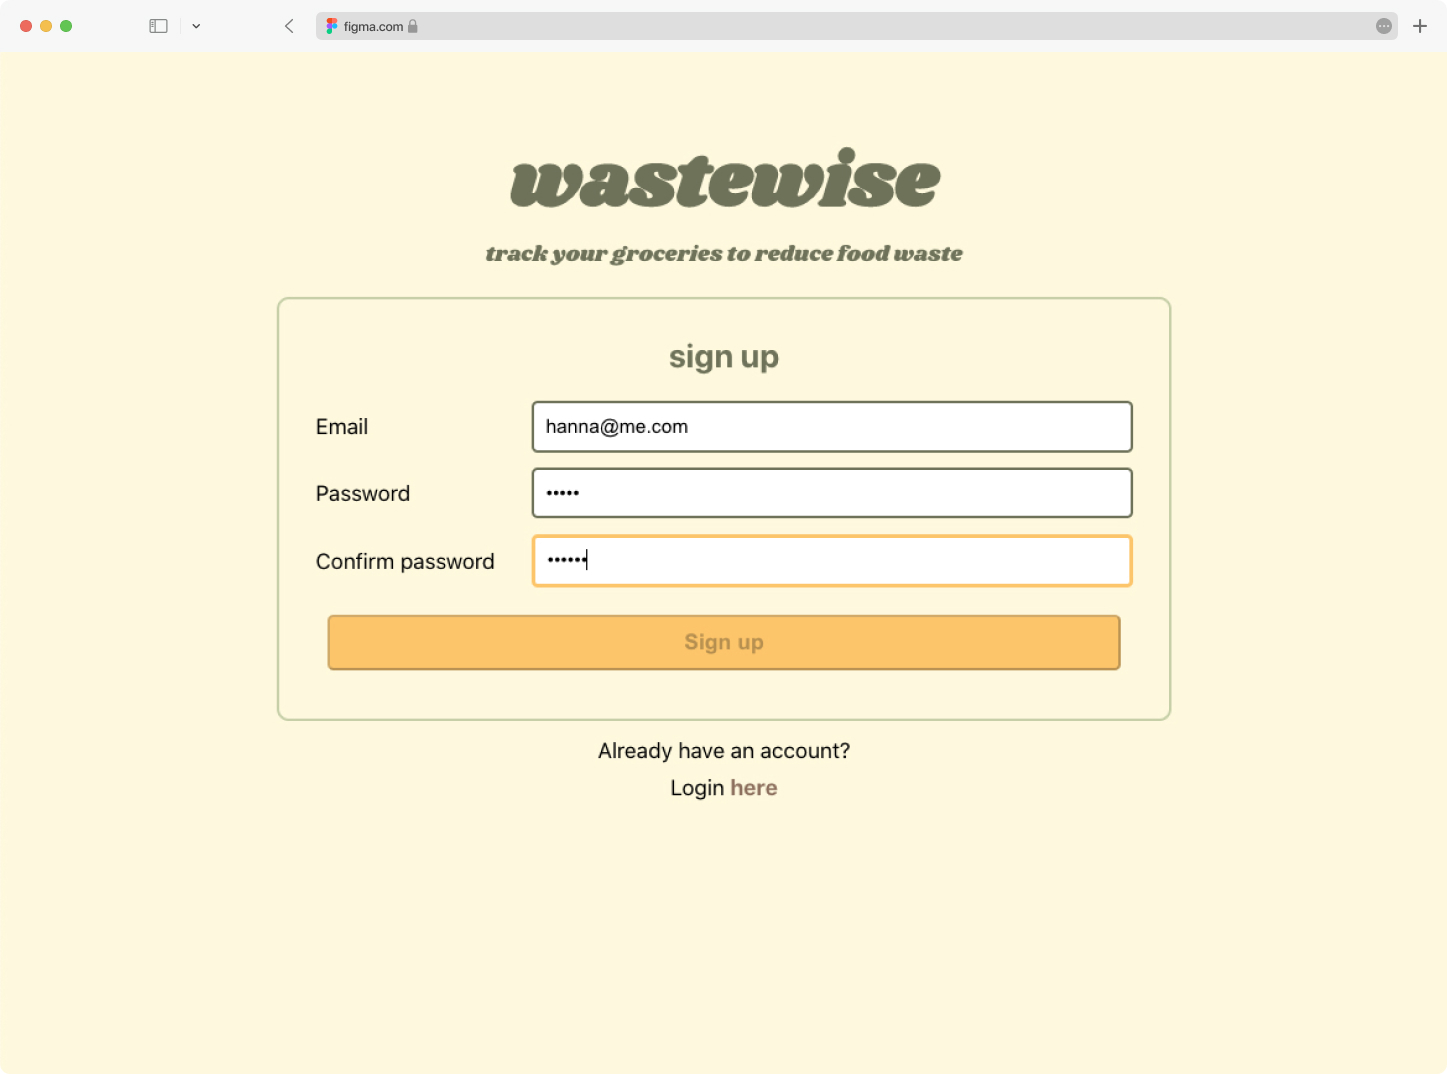 figma.com
wastewise
track your groceries to reduce food waste
sign up
Email
hanna@me.com
Password
•••••
Confirm password
••••••
Sign up
Already have an account?
Login here